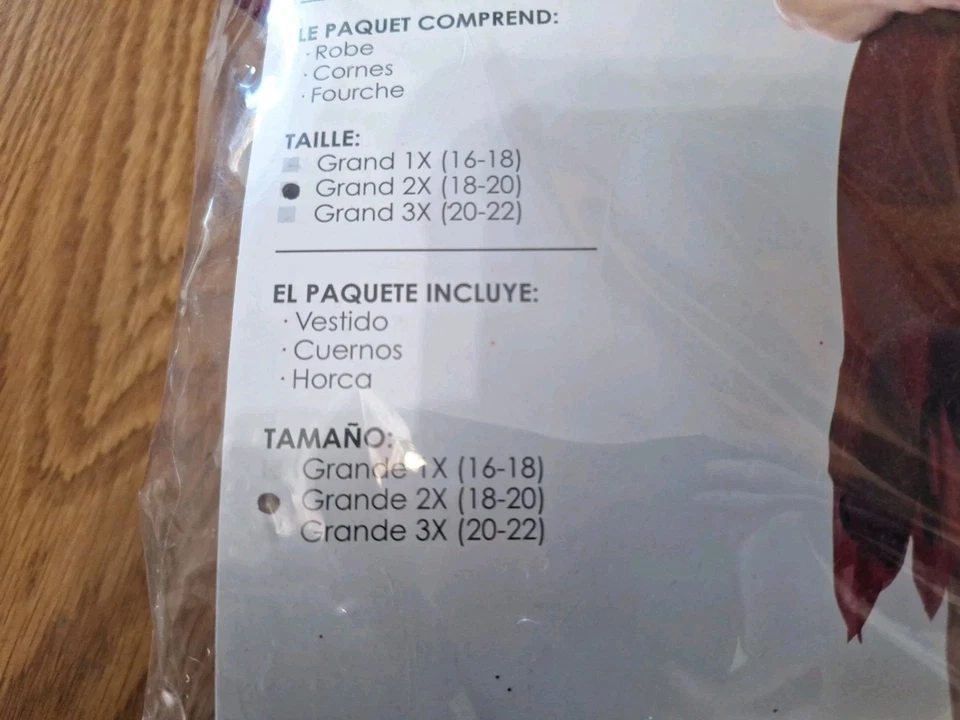 LE PAQUET COMPREND:
· Robe
· Cornes
· Fourche
TAILLE:
Grand 1X (16-18)
Grand 2X (18-20)
Grand 3X (20-22)
EL PAQUETE INCLUYE:
· Vestido
· Cuernos
· Horca
TAMAÑO:
Grande 1X (16-18)
Grande 2X (18-20)
Grande 3X (20-22)